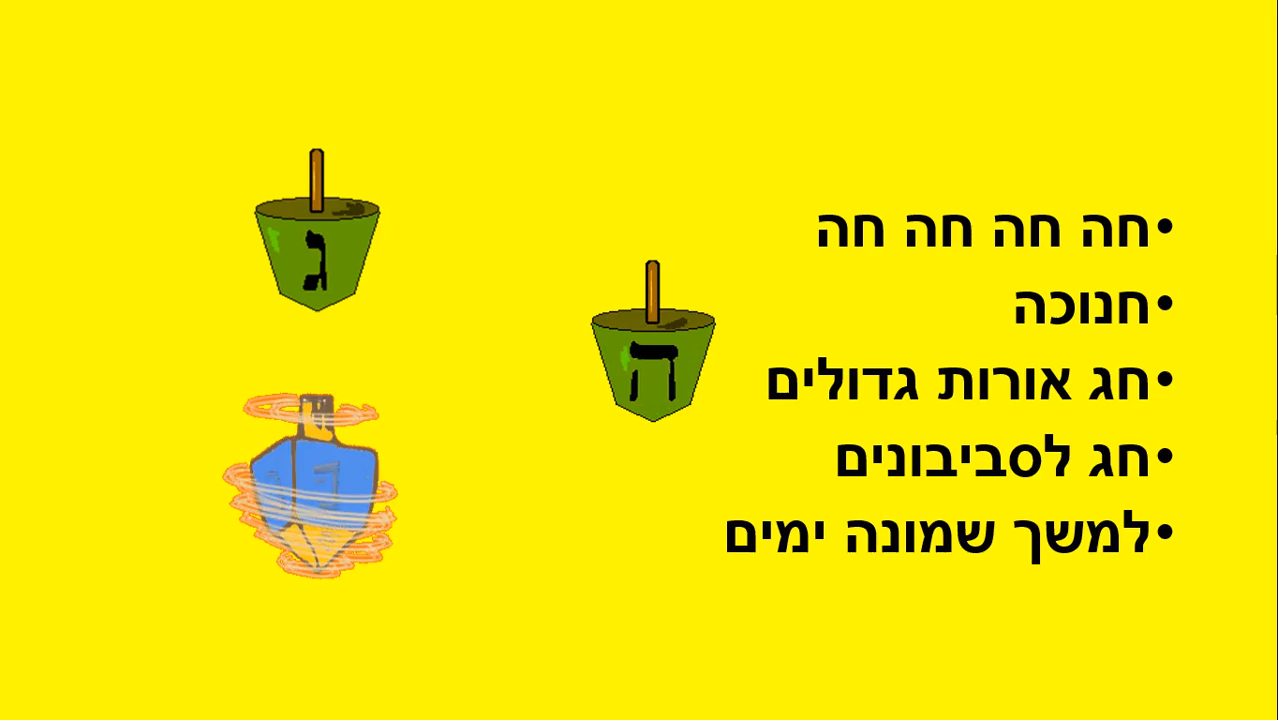 •חה חה חה חה
•חנוכה
•חג אורות גדולים
•חג לסביבונים
•למשך שמונה ימים
ג
ה